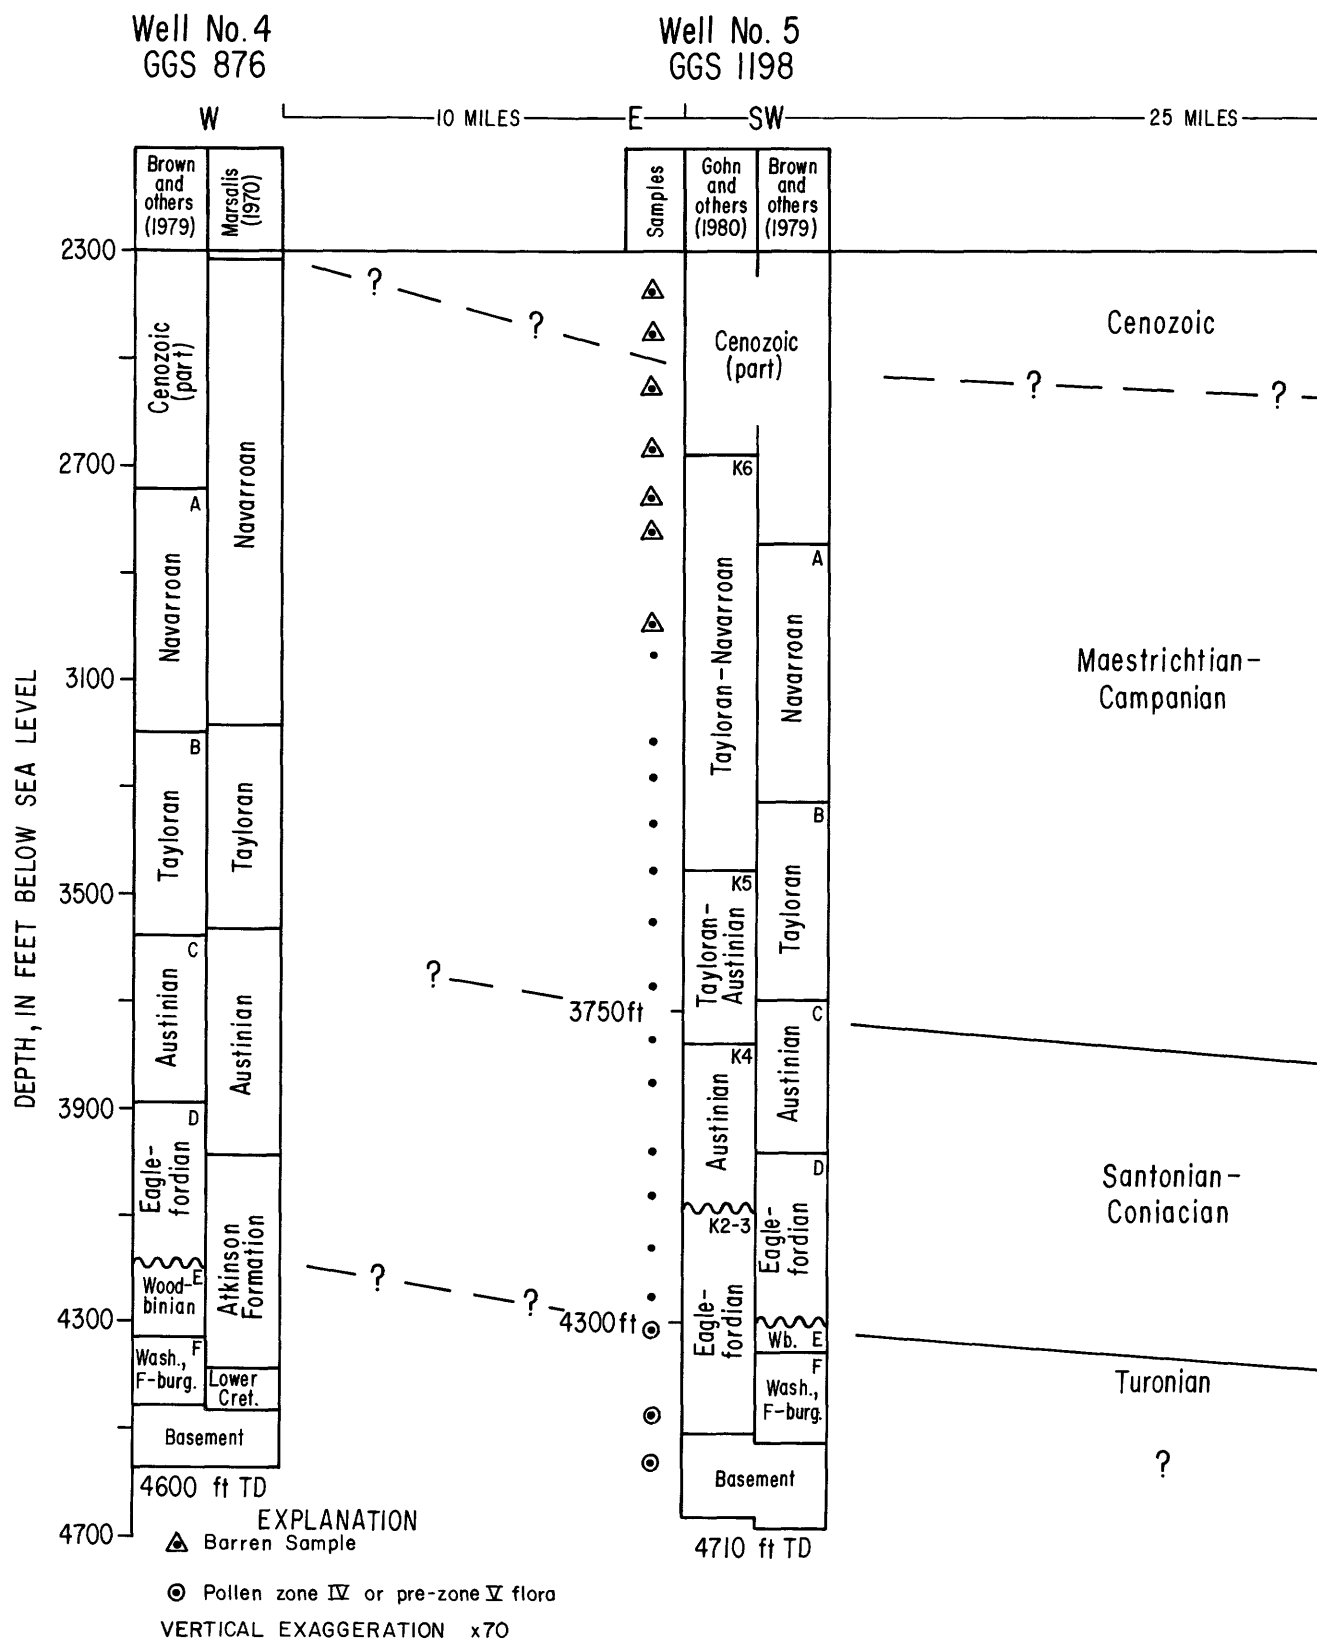 Well No. 4
GGS 876
Well No. 5
GGS 1198
W
10 MILES
E
SW
25 MILES
Brown
and
others
(1979)
Marsalis
(1970)
Samples
Gohn
and
others
(1980)
Brown
and
others
(1979)
DEPTH, IN FEET BELOW SEA LEVEL
2300
2700
3100
3500
3900
4300
4700
Cenozoic
(part)
A
Navarroan
B
Tayloran
C
Austinian
D
Eagle-
fordian
E
Wood-
binian
F
Wash.,
F-burg.
Basement
4600 ft TD
Navarroan
Tayloran
Austinian
Atkinson
Formation
Lower
Cret.
?
?
?
?
?
3750ft
4300ft
Cenozoic
(part)
K6
Tayloran-Navarroan
K5
Tayloran-
Austinian
K4
Austinian
K2-3
Eagle-
fordian
Basement
4710 ft TD
A
Navarroan
B
Tayloran
C
Austinian
D
Eagle-
fordian
Wb. E
F
Wash.,
F-burg.
Cenozoic
?
?
Maestrichtian-
Campanian
Santonian-
Coniacian
Turonian
?
EXPLANATION
Barren Sample
Pollen zone IV or pre-zone V flora
VERTICAL EXAGGERATION x70